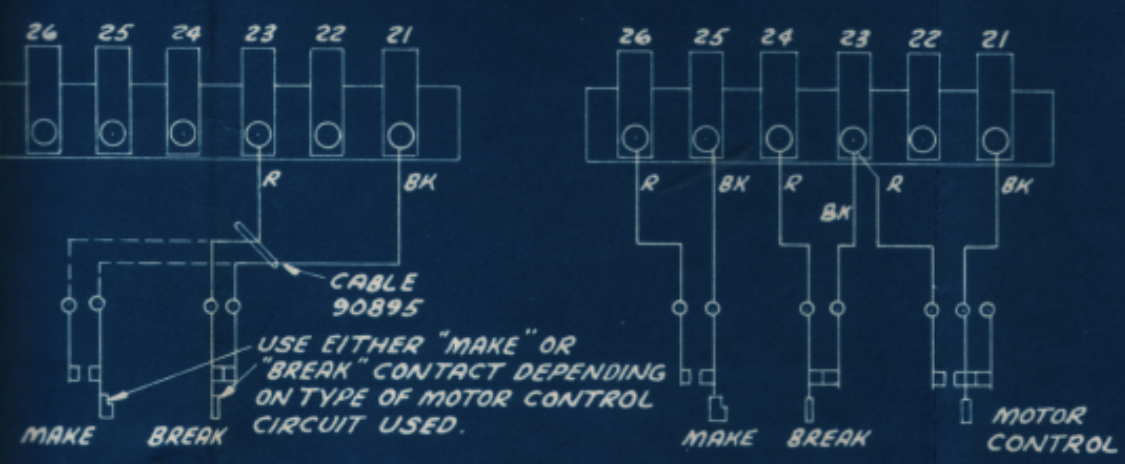 26 25 24 23 22 21
R BK
CABLE
90895
USE EITHER "MAKE" OR
"BREAK" CONTACT DEPENDING
ON TYPE OF MOTOR CONTROL
CIRCUIT USED.
MAKE BREAK
26 25 24 23 22 21
R BK R BK R BK
MAKE BREAK MOTOR
CONTROL